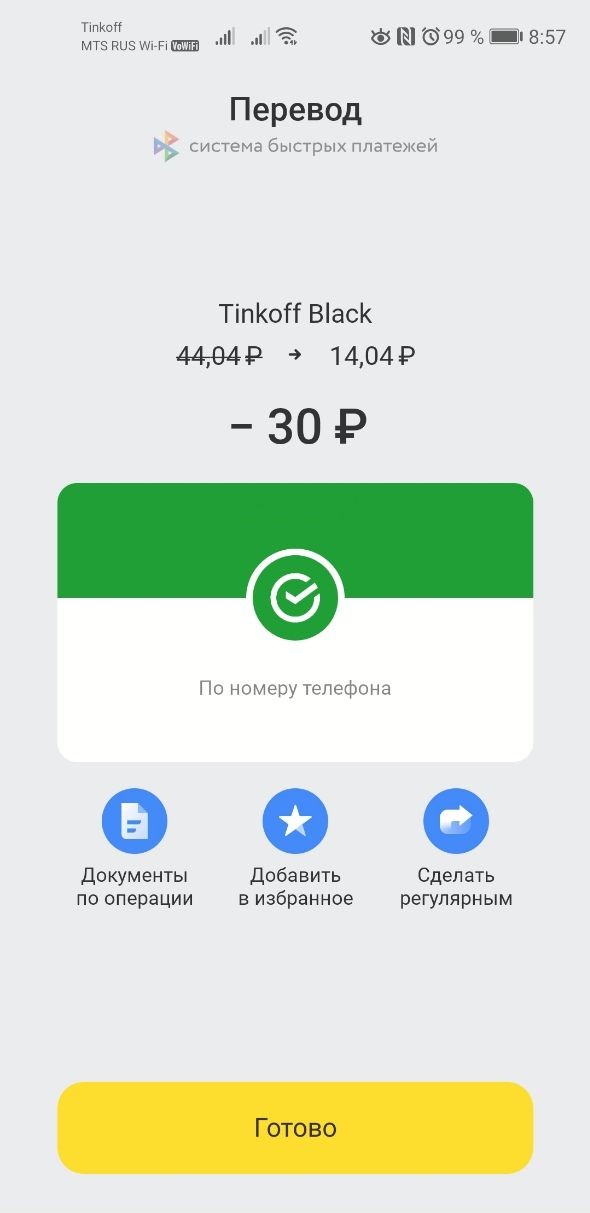 Tinkoff
MTS RUS Wi-Fi VoWiFi
99 % 8:57
Перевод
система быстрых платежей
Tinkoff Black
44,04 ₽ → 14,04 ₽
− 30 ₽
По номеру телефона
Документы
по операции
Добавить
в избранное
Сделать
регулярным
Готово